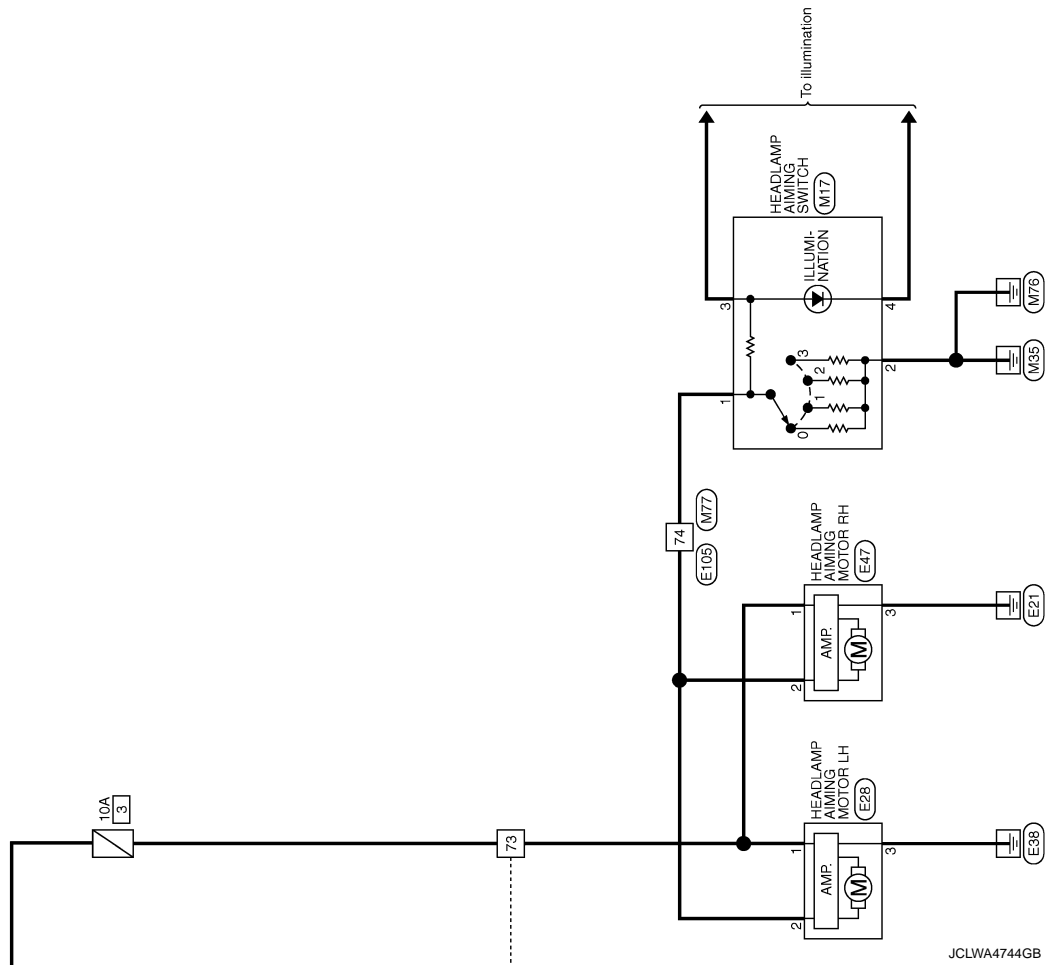 To illumination
HEADLAMP
AIMING
SWITCH
M17
3
ILLUMI-
NATION
4
1
0
1
2
3
2
M76
M35
74
M77
E105
HEADLAMP
AIMING
MOTOR RH
E47
1
AMP.
M
2
3
E21
10A
3
73
HEADLAMP
AIMING
MOTOR LH
E28
1
AMP.
M
2
3
E38
JCLWA4744GB